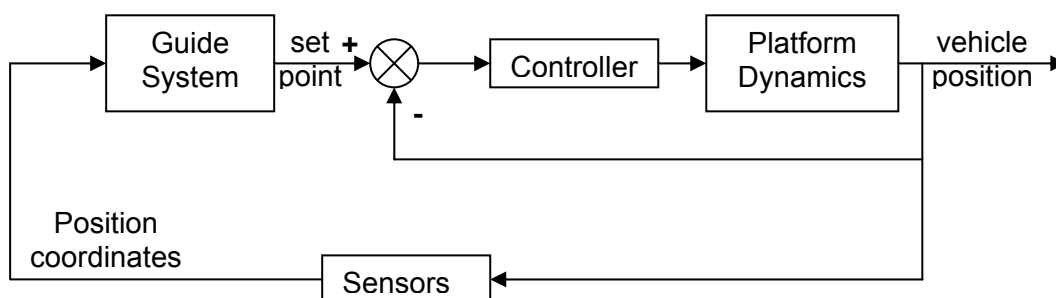 Guide
System
set
point
+
-
Controller
Platform
Dynamics
vehicle
position
Position
coordinates
Sensors